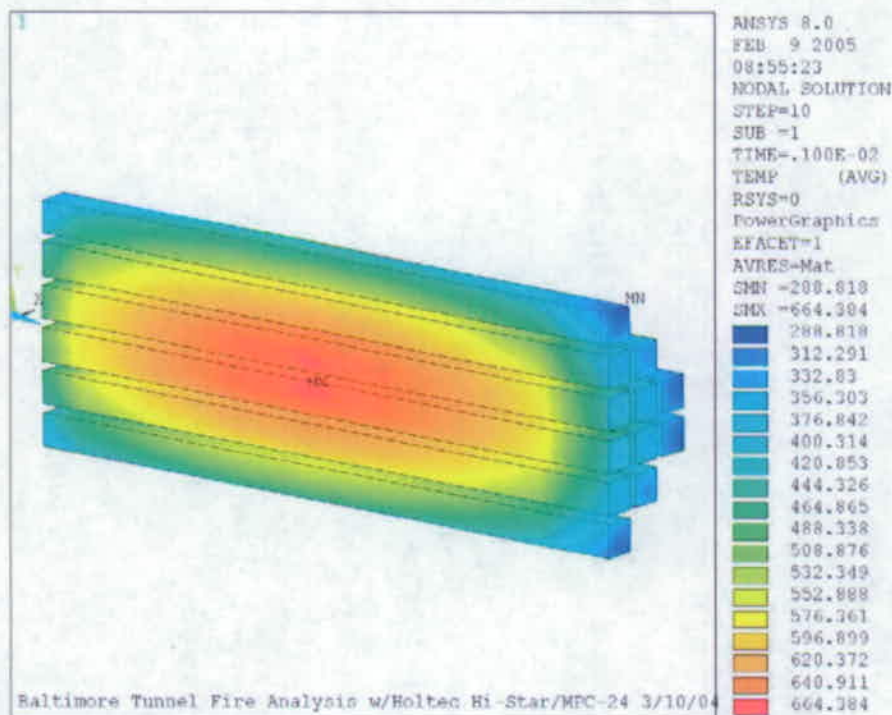 1
ANSYS 8.0
FEB 9 2005
08:55:23
NODAL SOLUTION
STEP=10
SUB =1
TIME=.100E-02
TEMP (AVG)
RSYS=0
PowerGraphics
EFACET=1
AVRES=Mat
SMN =288.818
SMX =664.384
288.818
312.291
332.83
356.303
376.842
400.314
420.853
444.326
464.865
488.338
508.876
532.349
552.888
576.361
596.899
620.372
640.911
664.384
MN
Baltimore Tunnel Fire Analysis w/Holtec Hi-Star/MPC-24 3/10/04